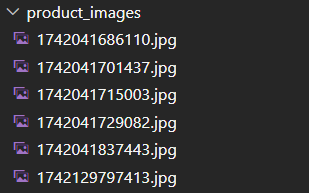 product_images
1742041686110.jpg
1742041701437.jpg
1742041715003.jpg
1742041729082.jpg
1742041837443.jpg
1742129797413.jpg